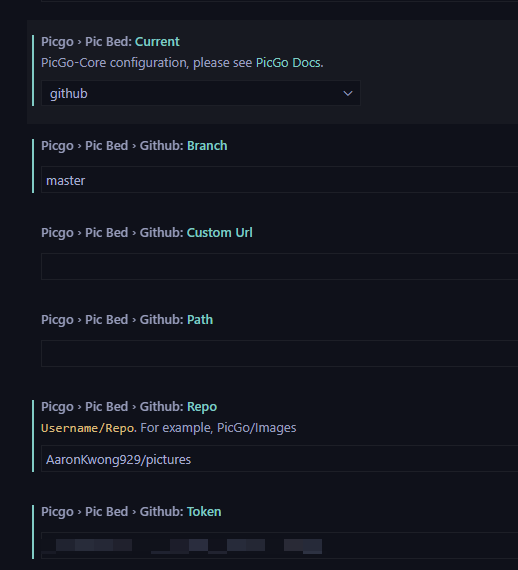 Picgo › Pic Bed: Current
PicGo-Core configuration, please see PicGo Docs.
github
Picgo › Pic Bed › Github: Branch
master
Picgo › Pic Bed › Github: Custom Url
Picgo › Pic Bed › Github: Path
Picgo › Pic Bed › Github: Repo
Username/Repo. For example, PicGo/Images
AaronKwong929/pictures
Picgo › Pic Bed › Github: Token